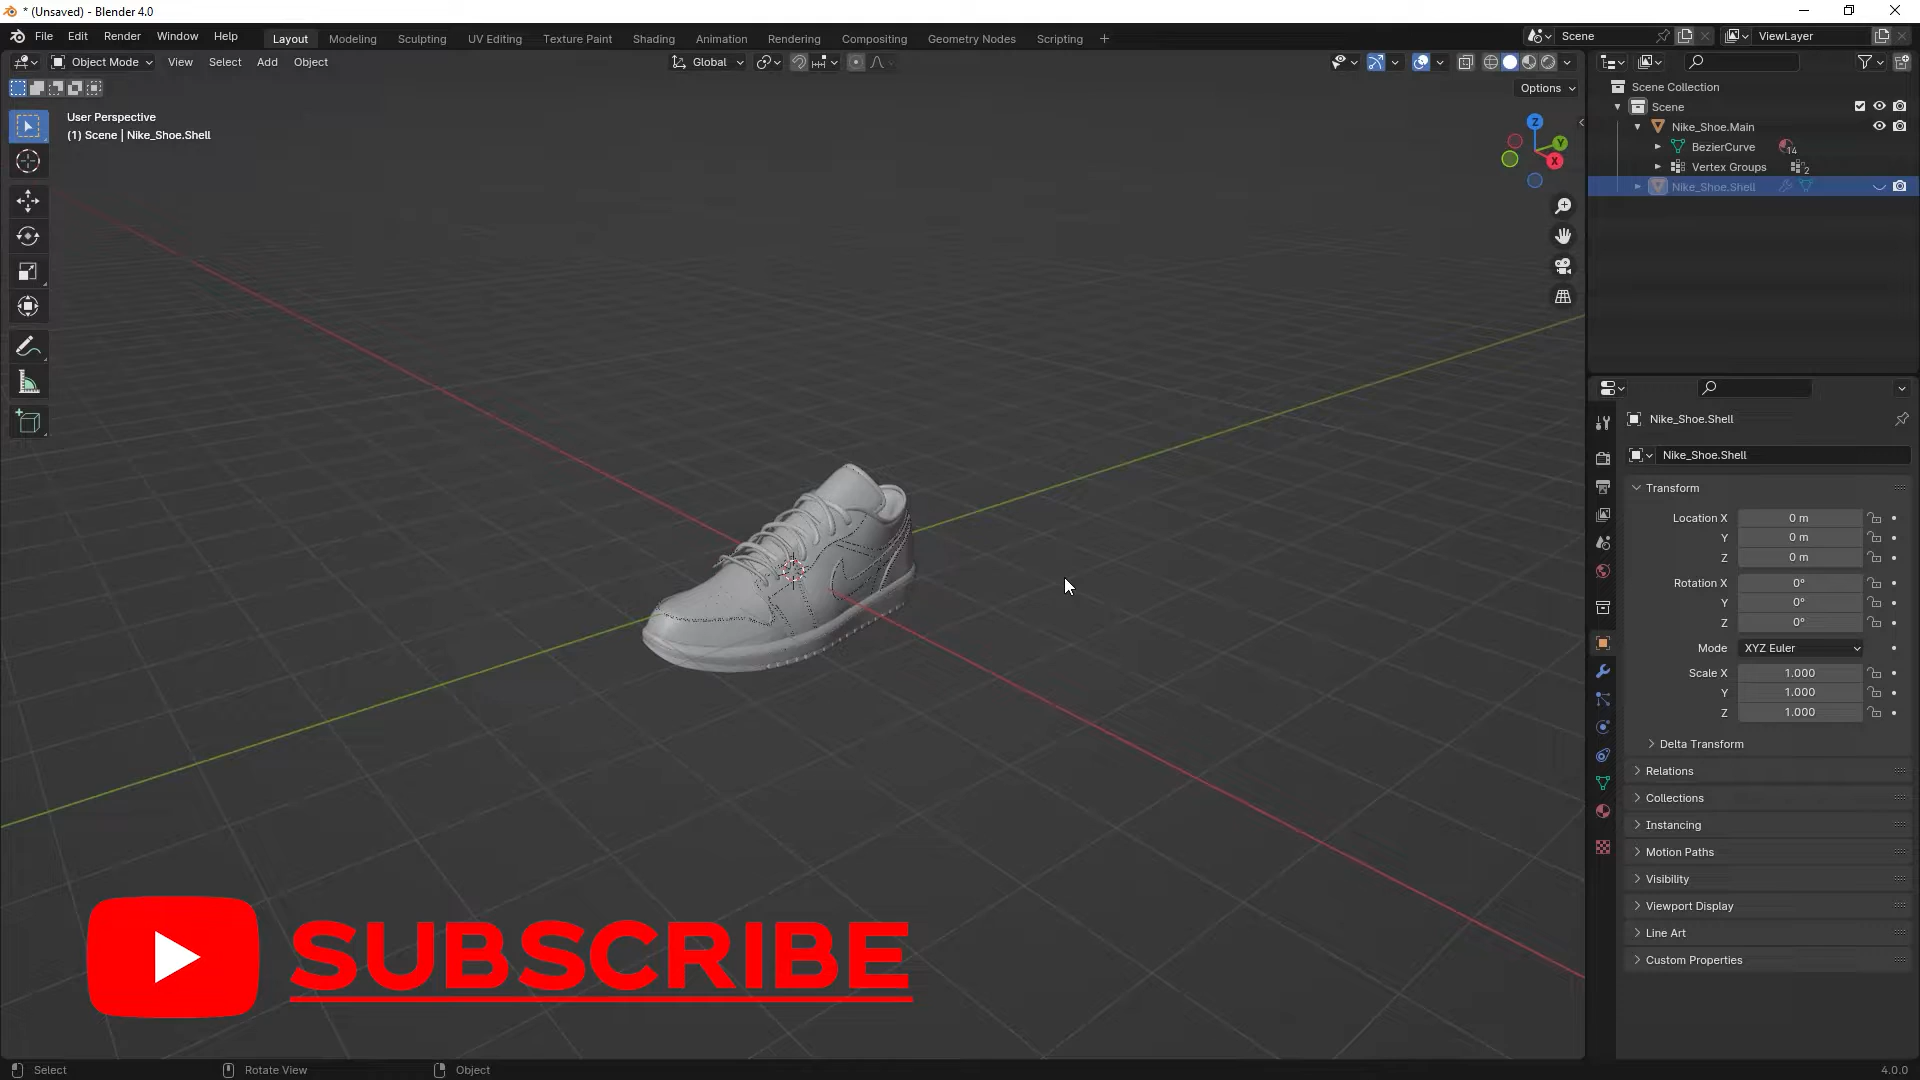 * (Unsaved) - Blender 4.0
File Edit Render Window Help Layout Modeling Sculpting UV Editing Texture Paint Shading Animation Rendering Compositing Geometry Nodes Scripting + Scene ViewLayer
Object Mode View Select Add Object Global
Options
User Perspective
(1) Scene | Nike_Shoe.Shell
Z
Y
X
Scene Collection
Scene
Nike_Shoe.Main
BezierCurve 14
Vertex Groups 2
Nike_Shoe.Shell
Nike_Shoe.Shell
Nike_Shoe.Shell
Transform
Location X 0 m
Y 0 m
Z 0 m
Rotation X 0°
Y 0°
Z 0°
Mode XYZ Euler
Scale X 1.000
Y 1.000
Z 1.000
Delta Transform
Relations
Collections
Instancing
Motion Paths
Visibility
Viewport Display
Line Art
Custom Properties
SUBSCRIBE
Select Rotate View Object 4.0.0